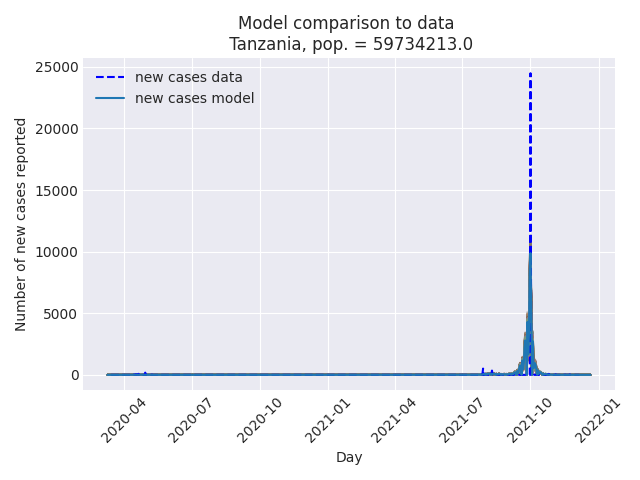 Model comparison to data
Tanzania, pop. = 59734213.0
new cases data
new cases model
Number of new cases reported
25000
20000
15000
10000
5000
0
2020-04
2020-07
2020-10
2021-01
2021-04
2021-07
2021-10
2022-01
Day